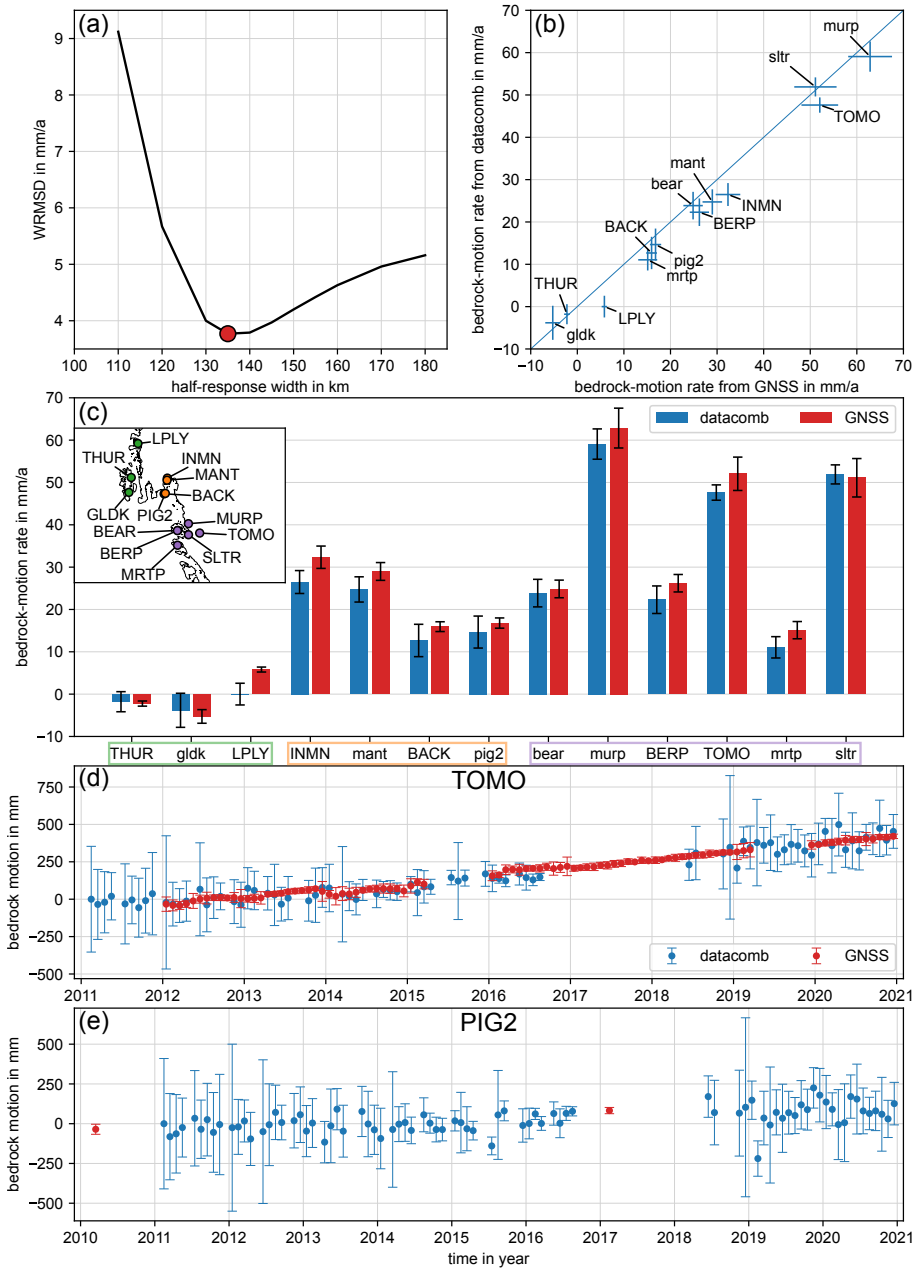 (a)
9
8
7
6
5
4
WRMSD in mm/a
100 110 120 130 140 150 160 170 180
half-response width in km
(b)
70
60
50
40
30
20
10
0
−10
bedrock-motion rate from datacomb in mm/a
murp
sltr
TOMO
mant
bear
INMN
BERP
BACK
pig2
mrtp
THUR
LPLY
gldk
−10 0 10 20 30 40 50 60 70
bedrock-motion rate from GNSS in mm/a
(c)
70
60
50
40
30
20
10
0
−10
bedrock-motion rate in mm/a
datacomb GNSS
LPLY
THUR
INMN
MANT
BACK
GLDK
PIG2
MURP
BEAR
TOMO
BERP
SLTR
MRTP
THUR gldk LPLY INMN mant BACK pig2 bear murp BERP TOMO mrtp sltr
(d)
TOMO
750
500
250
0
−250
−500
bedrock motion in mm
datacomb GNSS
2011 2012 2013 2014 2015 2016 2017 2018 2019 2020 2021
(e)
PIG2
500
250
0
−250
−500
bedrock motion in mm
2010 2011 2012 2013 2014 2015 2016 2017 2018 2019 2020 2021
time in year